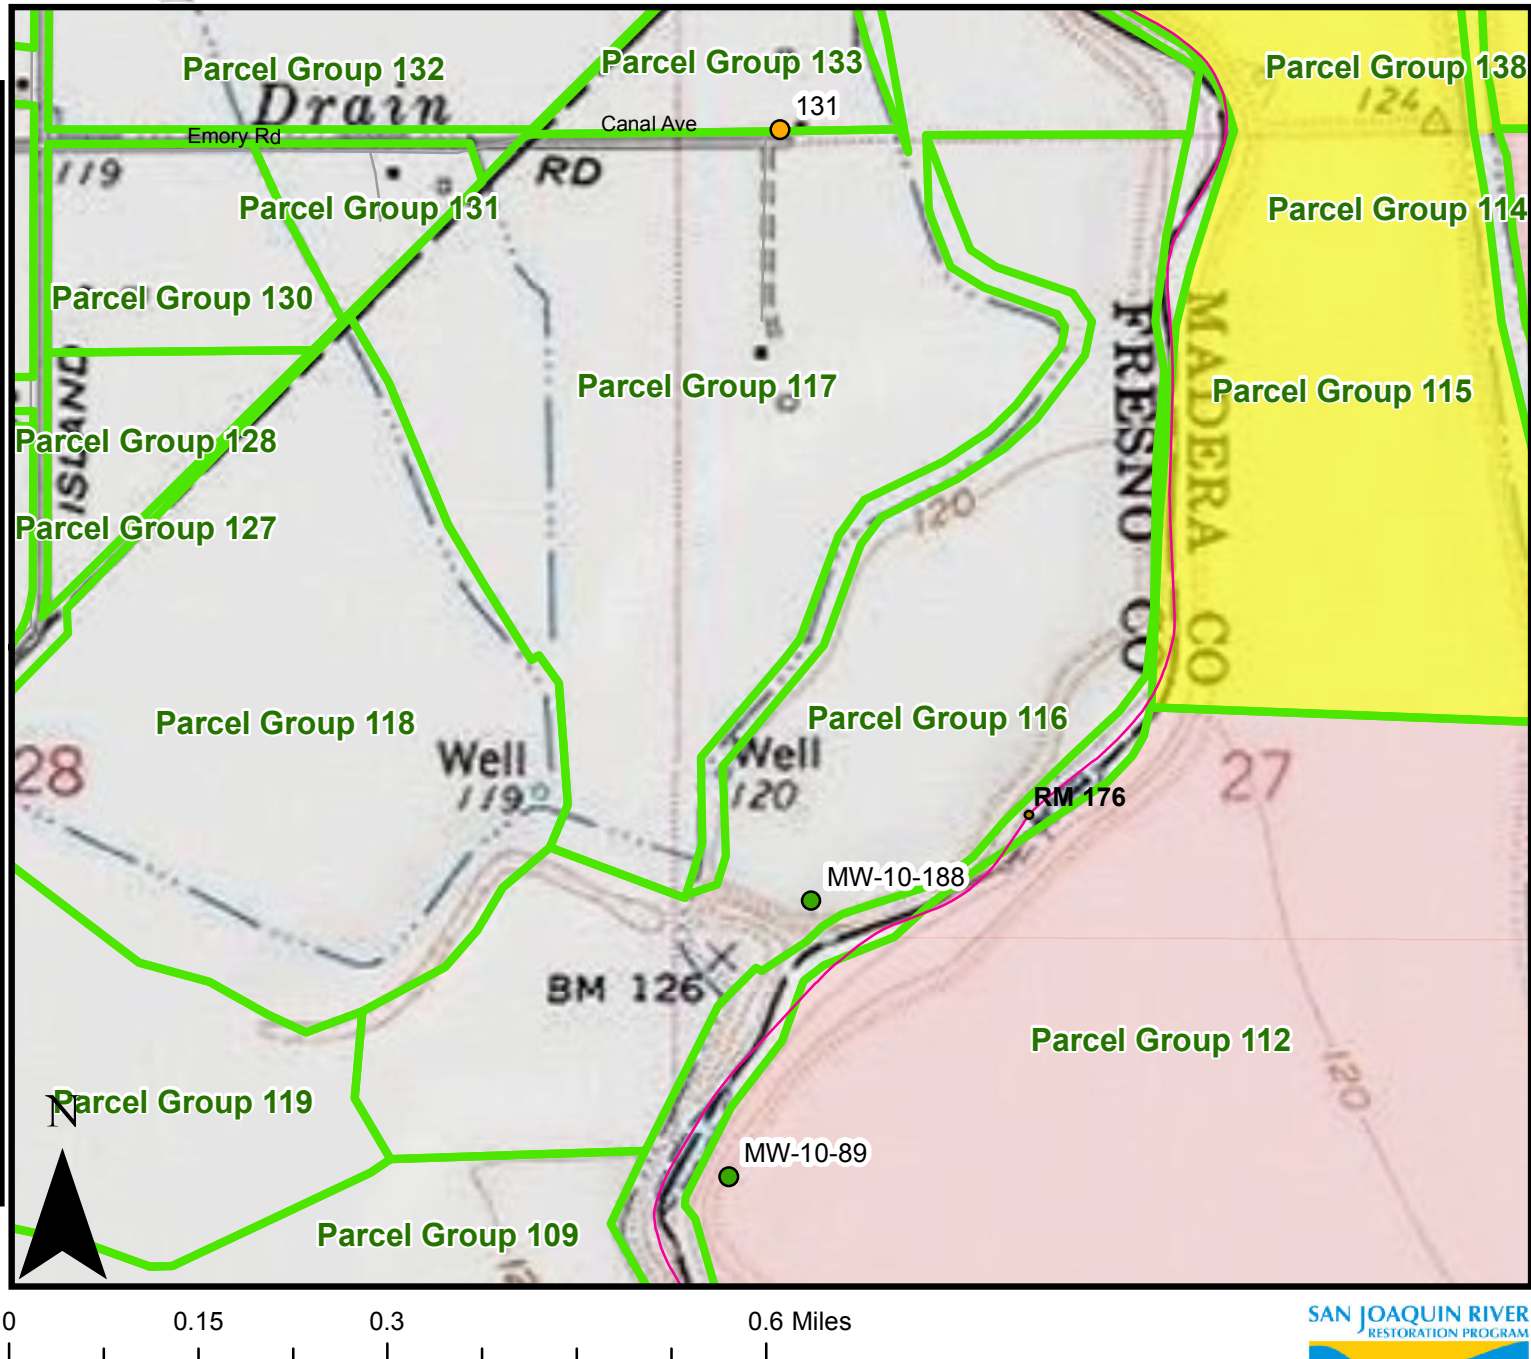 Parcel Group 132
Parcel Group 133
Parcel Group 138
Drain
131
124
Canal Ave
Emory Rd
119
RD
Parcel Group 131
Parcel Group 114
Parcel Group 130
FRESNO CO
MADERA CO
ISLAND
Parcel Group 117
Parcel Group 115
Parcel Group 128
120
Parcel Group 127
Parcel Group 118
Parcel Group 116
28
Well
119
Well
120
27
RM 176
MW-10-188
BM 126
Parcel Group 112
120
Parcel Group 119
N
MW-10-89
Parcel Group 109
0
0.15
0.3
0.6 Miles
SAN JOAQUIN RIVER
RESTORATION PROGRAM